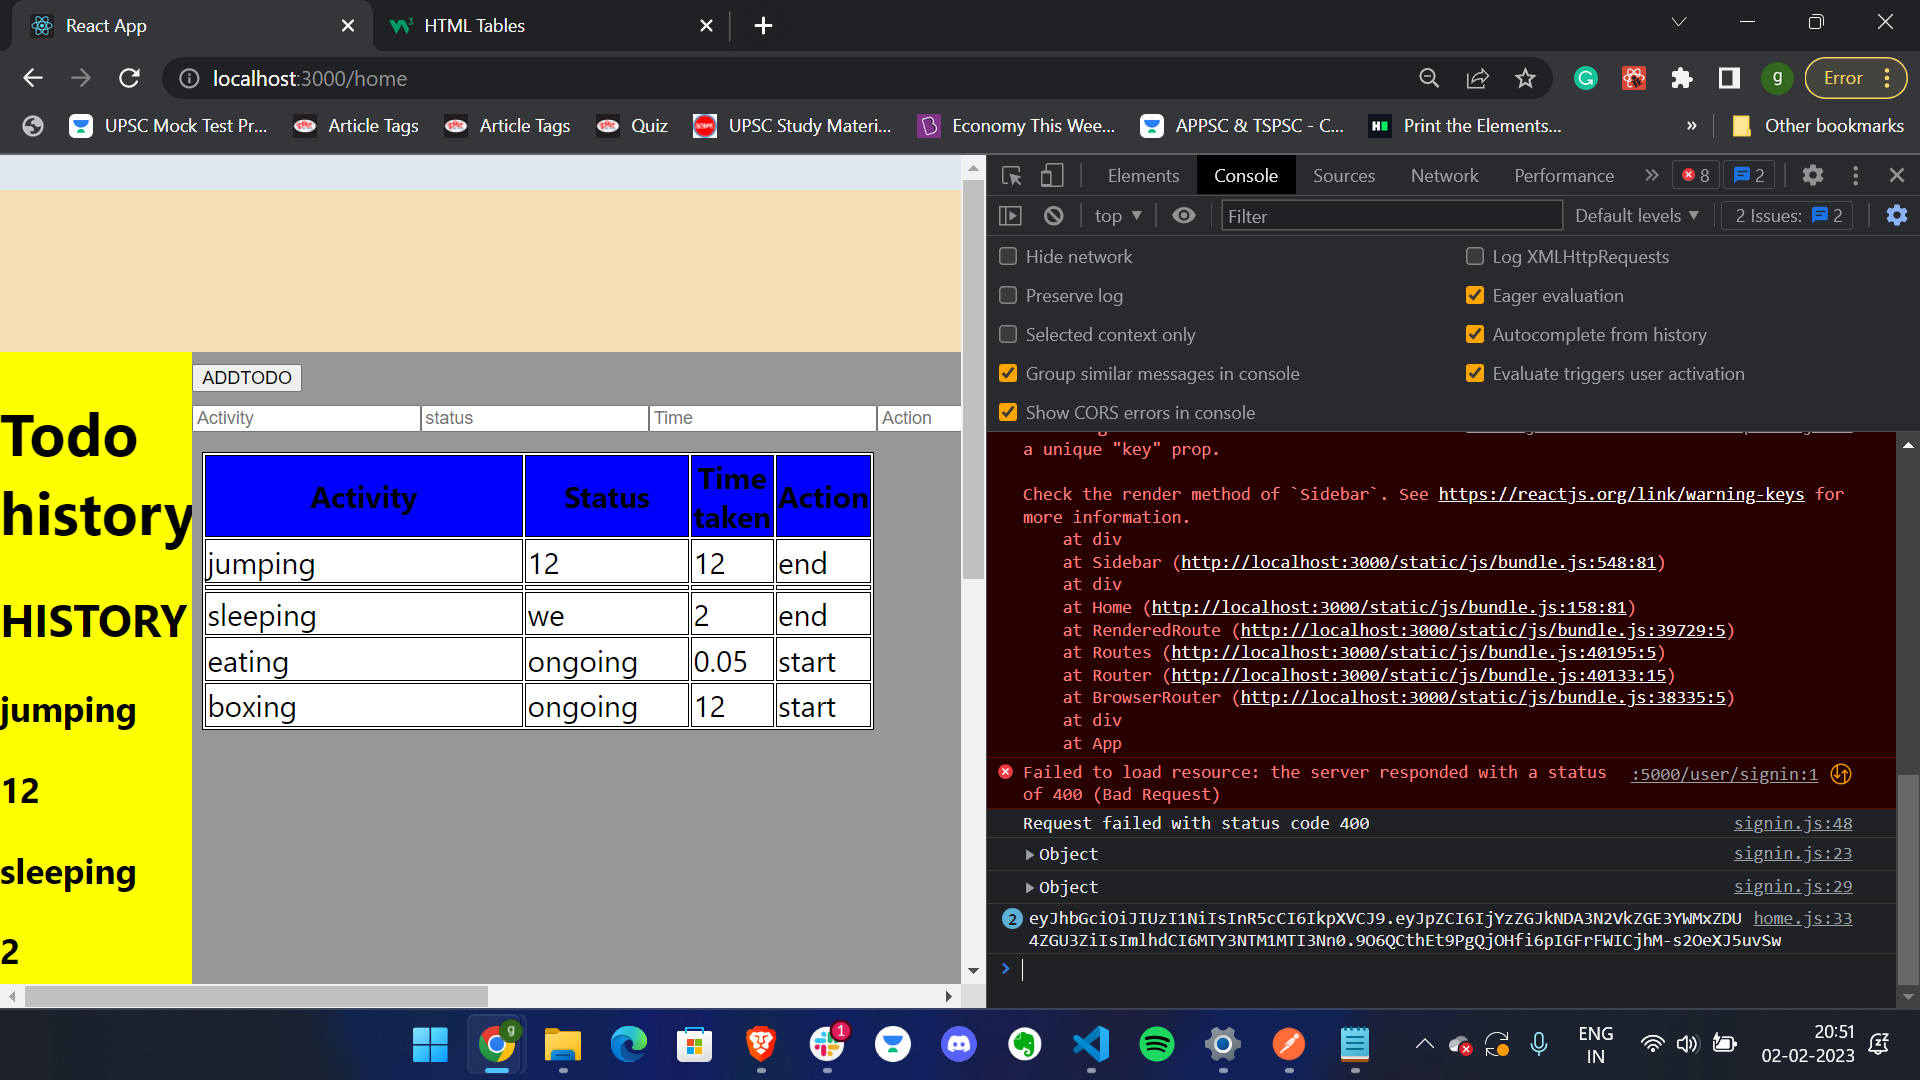 React App
HTML Tables
localhost:3000/home
g
Error
UPSC Mock Test Pr...
Article Tags
Article Tags
Quiz
UPSC Study Materi...
Economy This Wee...
APPSC & TSPSC - C...
Print the Elements...
»
Other bookmarks
Elements
Console
Sources
Network
Performance
»
8
2
top
Filter
Default levels
2 Issues:
2
Hide network
Log XMLHttpRequests
Preserve log
Eager evaluation
Selected context only
Autocomplete from history
Group similar messages in console
Evaluate triggers user activation
Show CORS errors in console
ADDTODO
Activity
status
Time
Action
Todo
history
HISTORY
jumping
12
sleeping
2
Activity Status Time taken Action
jumping 12 12 end
sleeping we 2 end
eating ongoing 0.05 start
boxing ongoing 12 start
a unique "key" prop.
Check the render method of `Sidebar`. See https://reactjs.org/link/warning-keys for
more information.
at div
at Sidebar (http://localhost:3000/static/js/bundle.js:548:81)
at div
at Home (http://localhost:3000/static/js/bundle.js:158:81)
at RenderedRoute (http://localhost:3000/static/js/bundle.js:39729:5)
at Routes (http://localhost:3000/static/js/bundle.js:40195:5)
at Router (http://localhost:3000/static/js/bundle.js:40133:15)
at BrowserRouter (http://localhost:3000/static/js/bundle.js:38335:5)
at div
at App
Failed to load resource: the server responded with a status :5000/user/signin:1
of 400 (Bad Request)
Request failed with status code 400 signin.js:48
Object signin.js:23
Object signin.js:29
2 eyJhbGciOiJIUzI1NiIsInR5cCI6IkpXVCJ9.eyJpZCI6IjYzZGJkNDA3N2VkZGE3YWMxZDU home.js:33
4ZGU3ZiIsImlhdCI6MTY3NTM1MTI3Nn0.9O6QCthEt9PgQjOHfi6pIGFrFWICjhM-s2OeXJ5uvSw
g
1
ENG
IN
20:51
02-02-2023